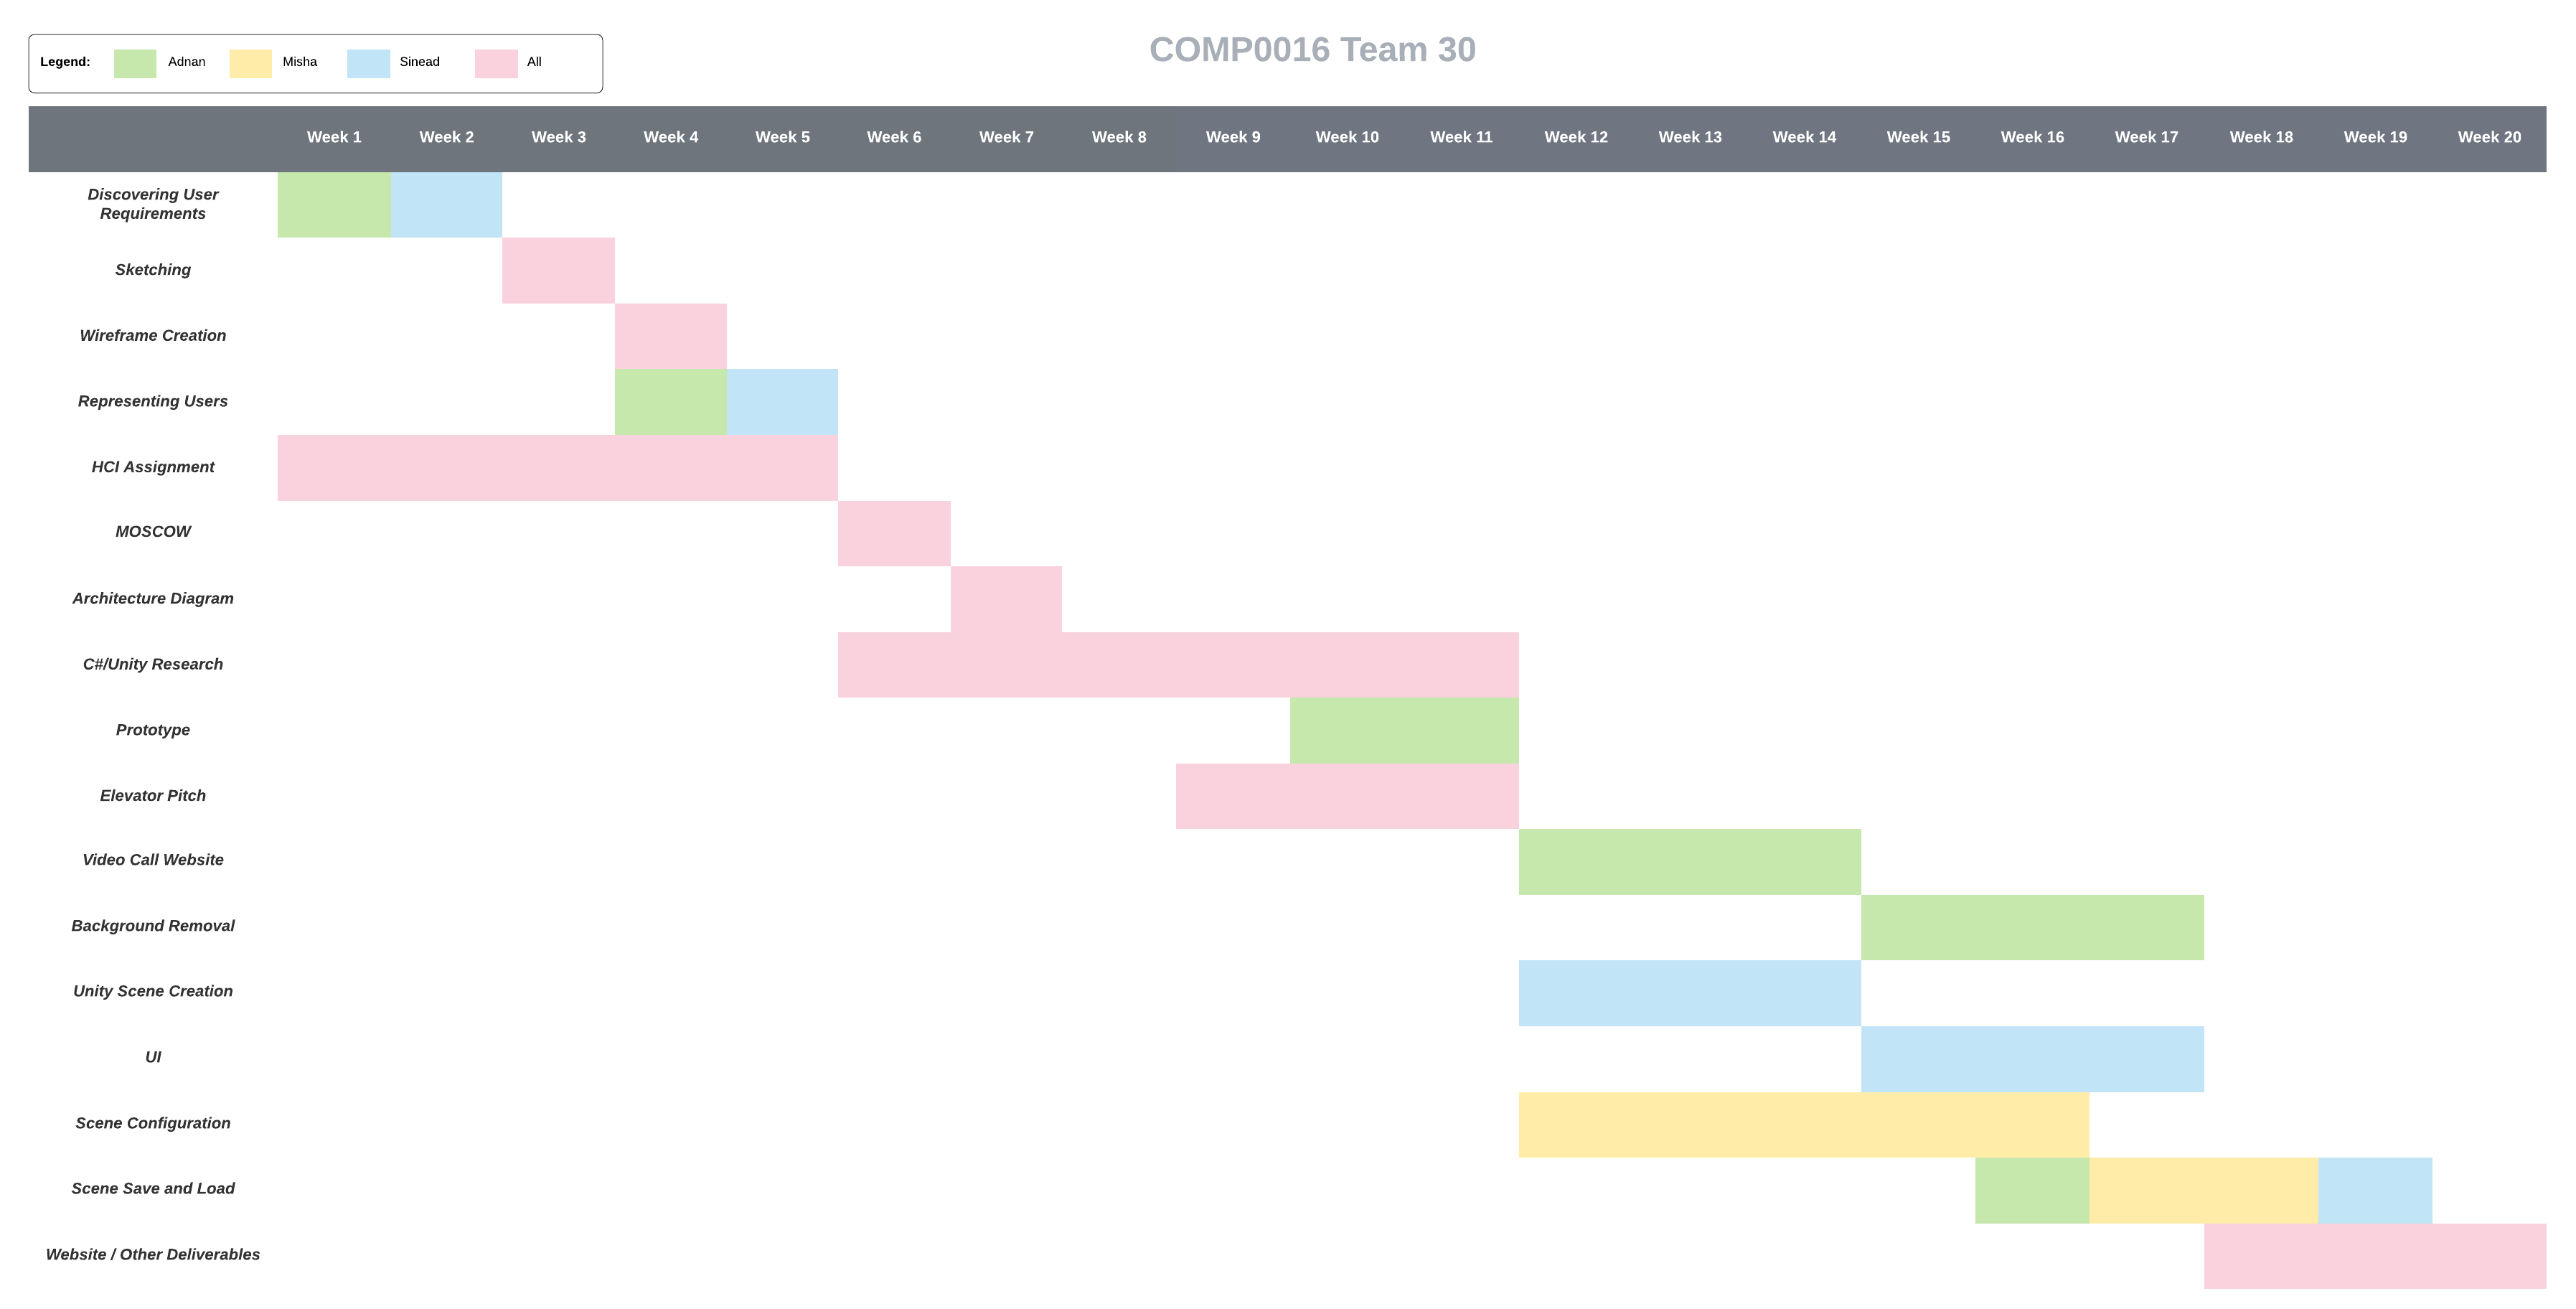 COMP0016 Team 30
Legend: Adnan Misha Sinead All
Week 1 Week 2 Week 3 Week 4 Week 5 Week 6 Week 7 Week 8 Week 9 Week 10 Week 11 Week 12 Week 13 Week 14 Week 15 Week 16 Week 17 Week 18 Week 19 Week 20
Discovering User
Requirements
Sketching
Wireframe Creation
Representing Users
HCI Assignment
MOSCOW
Architecture Diagram
C#/Unity Research
Prototype
Elevator Pitch
Video Call Website
Background Removal
Unity Scene Creation
UI
Scene Configuration
Scene Save and Load
Website / Other Deliverables